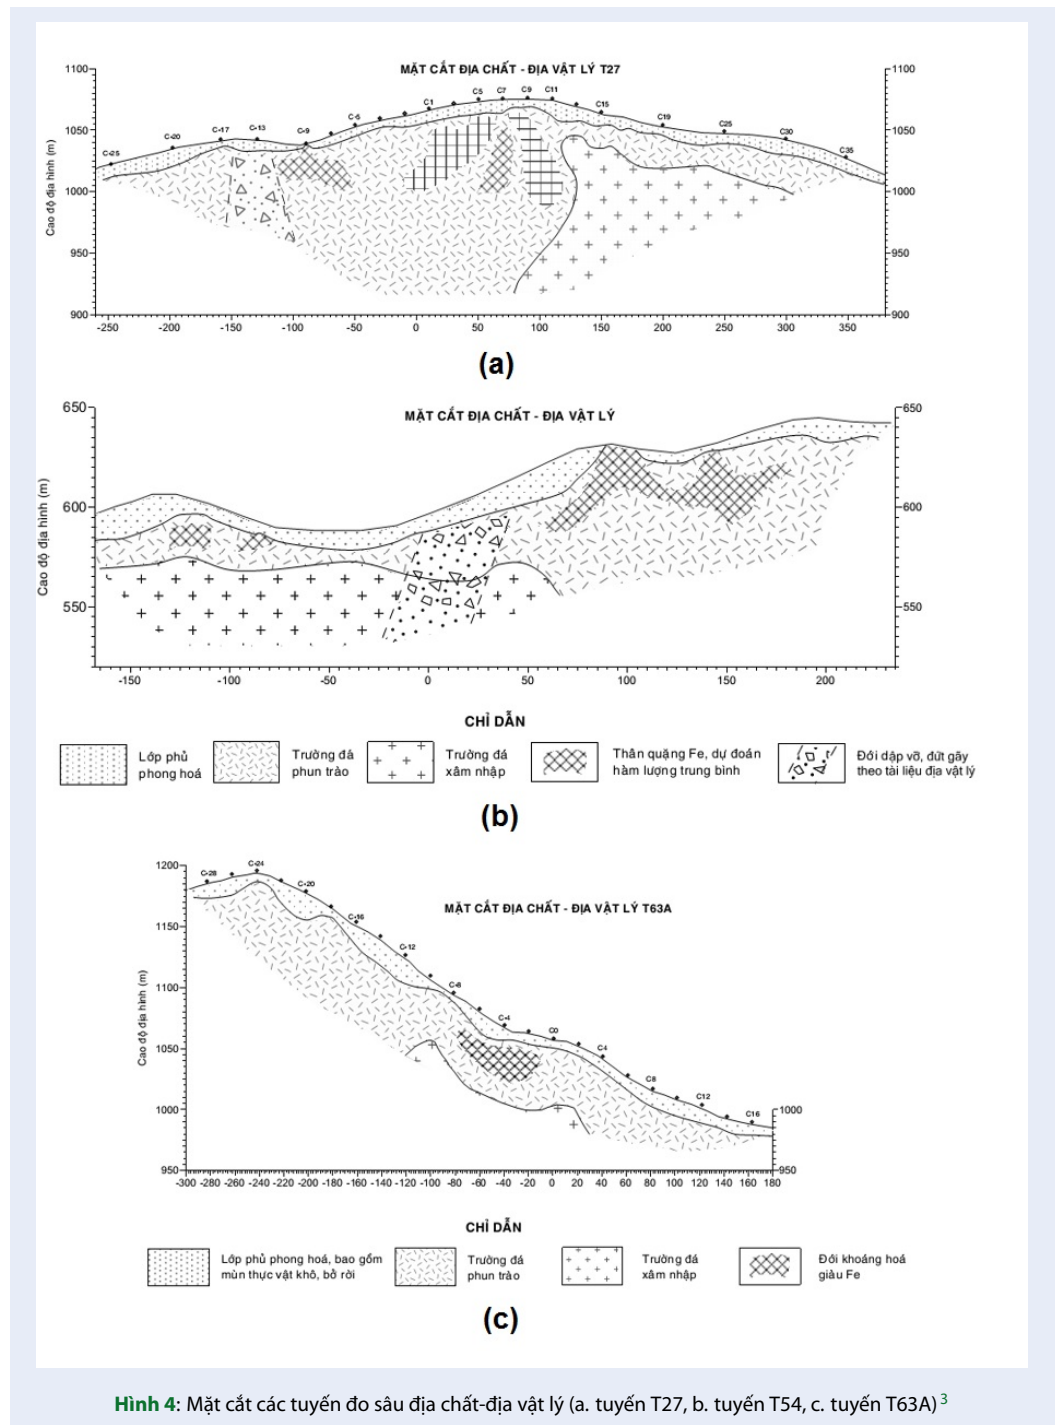 MẶT CẮT ĐỊA CHẤT - ĐỊA VẬT LÝ T27
Cao độ địa hình (m)
1100
1050
1000
950
900
1100
1050
1000
950
900
C-25
C-20
C-17
C-13
C-9
C-6
C1
C5
C7
C9
C11
C15
C19
C25
C30
C35
-250 -200 -150 -100 -50 0 50 100 150 200 250 300 350
(a)
MẶT CẮT ĐỊA CHẤT - ĐỊA VẬT LÝ
Cao độ địa hình (m)
650
600
550
650
600
550
-150 -100 -50 0 50 100 150 200
CHỈ DẪN
Lớp phủ
phong hoá
Trường đá
phun trào
Trường đá
xâm nhập
Thân quặng Fe, dự đoán
hàm lượng trung bình
Đới dập vỡ, đứt gãy
theo tài liệu địa vật lý
(b)
MẶT CẮT ĐỊA CHẤT - ĐỊA VẬT LÝ T63A
Cao độ địa hình (m)
1200
1150
1100
1050
1000
950
1000
950
C-28
C-24
C-20
C-16
C-12
C-8
C-4
C0
C4
C8
C12
C16
-300 -280 -260 -240 -220 -200 -180 -160 -140 -120 -100 -80 -60 -40 -20 0 20 40 60 80 100 120 140 160 180
CHỈ DẪN
Lớp phủ phong hoá, bao gồm
mùn thực vật khô, bở rời
Trường đá
phun trào
Trường đá
xâm nhập
Đới khoáng hoá
giàu Fe
(c)
Hình 4: Mặt cắt các tuyến đo sâu địa chất-địa vật lý (a. tuyến T27, b. tuyến T54, c. tuyến T63A) 3